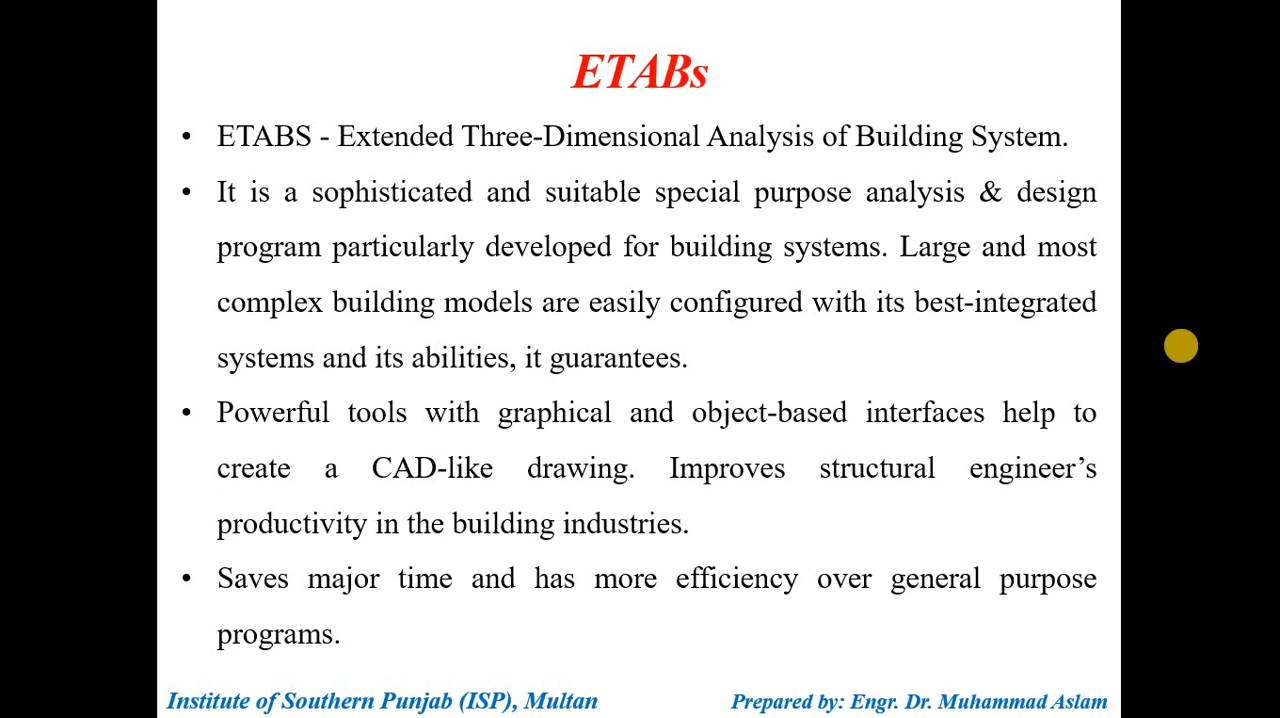 ETABs
• ETABS - Extended Three-Dimensional Analysis of Building System.
• It is a sophisticated and suitable special purpose analysis & design
program particularly developed for building systems. Large and most
complex building models are easily configured with its best-integrated
systems and its abilities, it guarantees.
• Powerful tools with graphical and object-based interfaces help to
create a CAD-like drawing. Improves structural engineer’s
productivity in the building industries.
• Saves major time and has more efficiency over general purpose
programs.
Institute of Southern Punjab (ISP), Multan
Prepared by: Engr. Dr. Muhammad Aslam